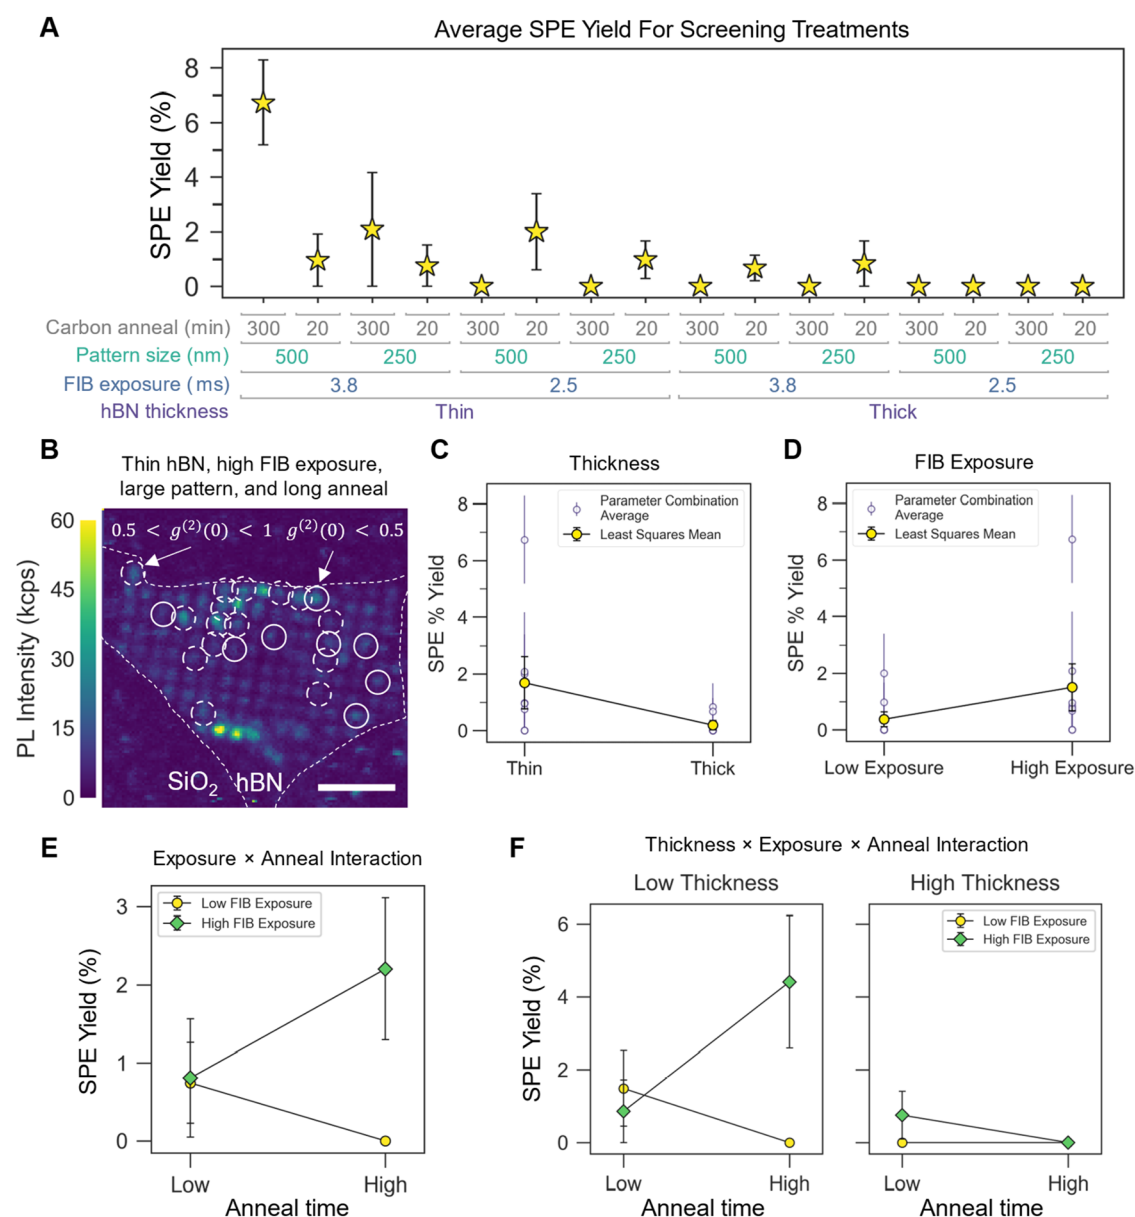 A
Average SPE Yield For Screening Treatments
SPE Yield (%)
8
6
4
2
0
Carbon anneal (min) 300 20 300 20 300 20 300 20 300 20 300 20 300 20 300 20
Pattern size (nm) 500 250 500 250 500 250 500 250
FIB exposure (ms) 3.8 2.5 3.8 2.5
hBN thickness Thin Thick
B
Thin hBN, high FIB exposure,
large pattern, and long anneal
PL Intensity (kcps)
60
45
30
15
0
0.5 < g⁽²⁾(0) < 1 g⁽²⁾(0) < 0.5
SiO₂ hBN
C
Thickness
SPE % Yield
8
6
4
2
0
Parameter Combination
Average
Least Squares Mean
Thin Thick
D
FIB Exposure
SPE % Yield
8
6
4
2
0
Parameter Combination
Average
Least Squares Mean
Low Exposure High Exposure
E
Exposure × Anneal Interaction
SPE Yield (%)
3
2
1
0
Low FIB Exposure
High FIB Exposure
Low High
Anneal time
F
Thickness × Exposure × Anneal Interaction
Low Thickness High Thickness
SPE Yield (%)
6
4
2
0
Low FIB Exposure
High FIB Exposure
Low High Low High
Anneal time Anneal time